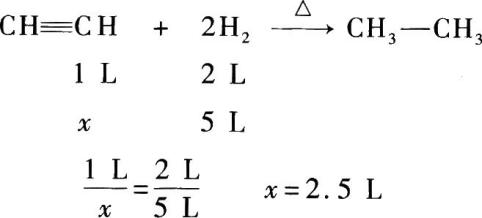 CH≡CH + 2H₂ —△→ CH₃—CH₃
1 L 2 L
x 5 L
1 L/x = 2 L/5 L x = 2.5 L